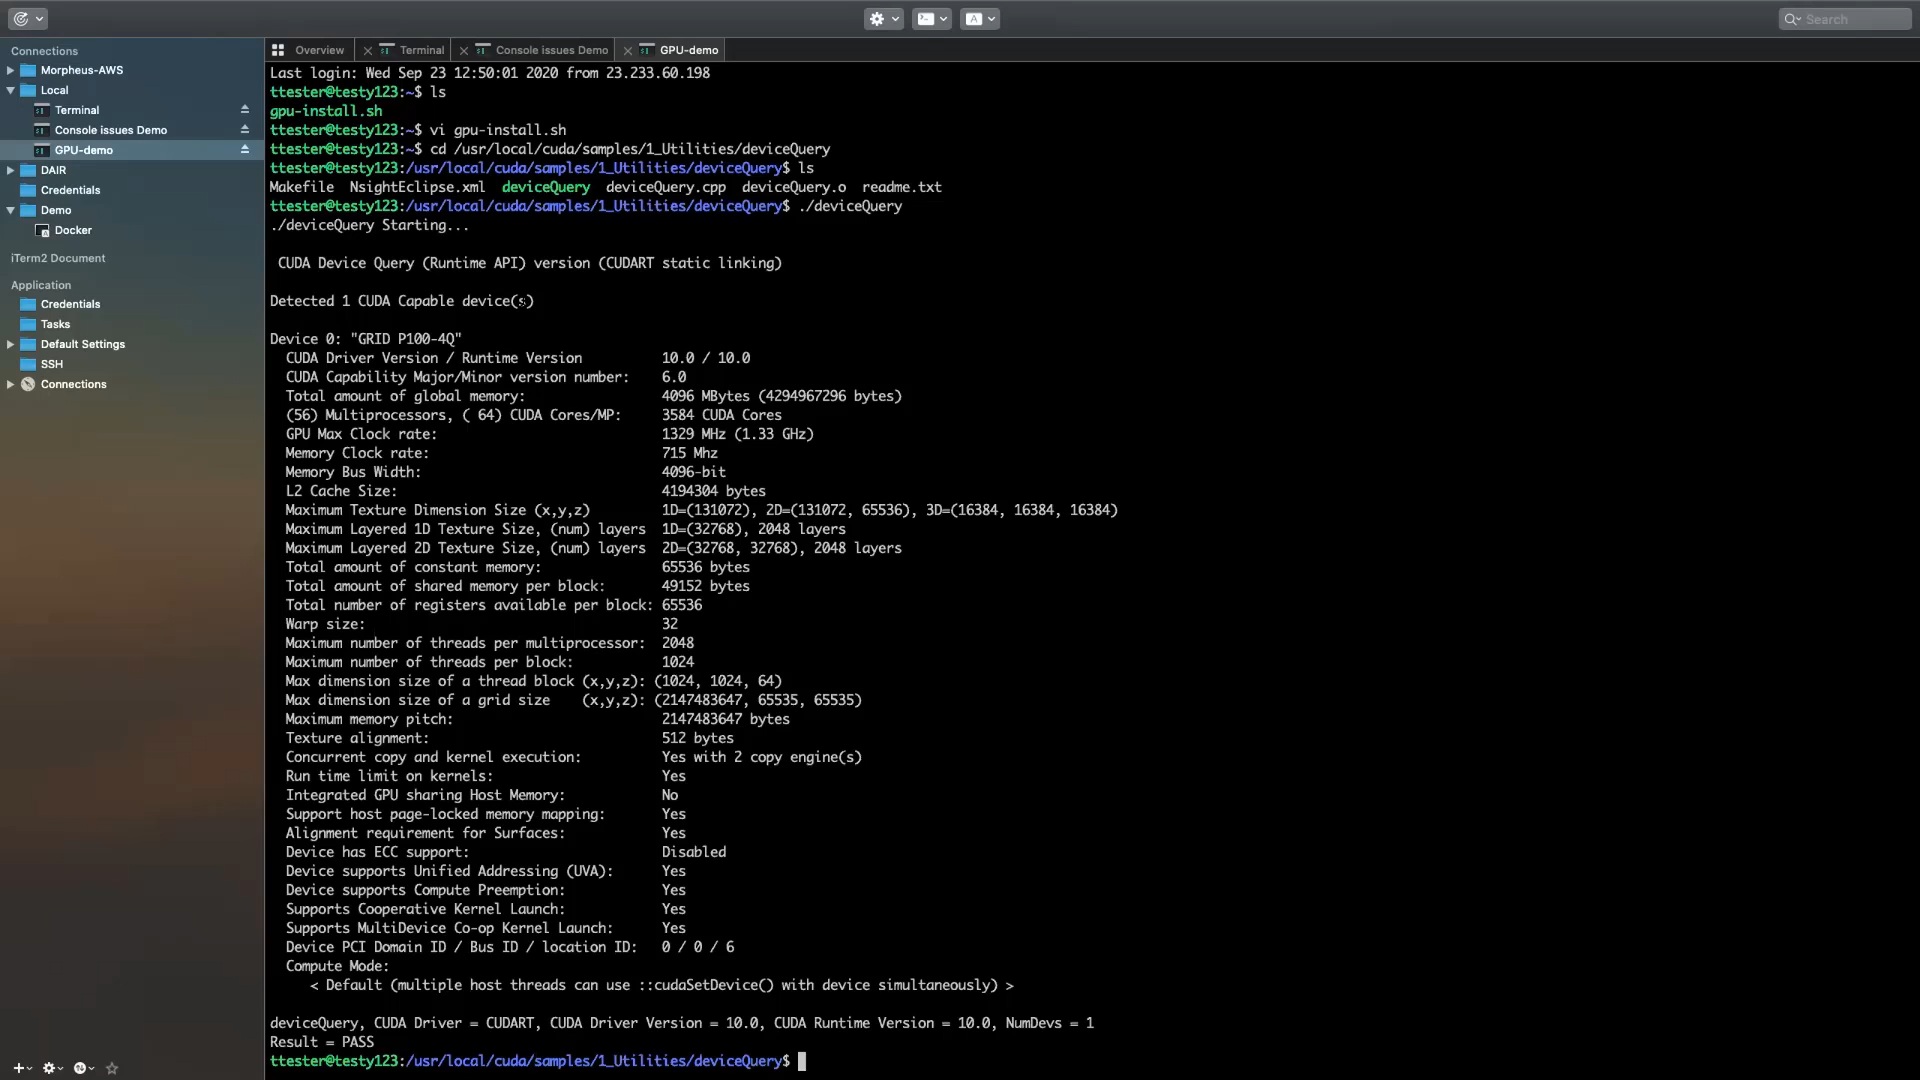 Search
Connections
Morpheus-AWS
Local
Terminal
Console issues Demo
GPU-demo
DAIR
Credentials
Demo
Docker
iTerm2 Document
Application
Credentials
Tasks
Default Settings
SSH
Connections
Overview Terminal Console issues Demo GPU-demo
Last login: Wed Sep 23 12:50:01 2020 from 23.233.60.198
ttester@testy123:~$ ls
gpu-install.sh
ttester@testy123:~$ vi gpu-install.sh
ttester@testy123:~$ cd /usr/local/cuda/samples/1_Utilities/deviceQuery
ttester@testy123:/usr/local/cuda/samples/1_Utilities/deviceQuery$ ls
Makefile NsightEclipse.xml deviceQuery deviceQuery.cpp deviceQuery.o readme.txt
ttester@testy123:/usr/local/cuda/samples/1_Utilities/deviceQuery$ ./deviceQuery
./deviceQuery Starting...
CUDA Device Query (Runtime API) version (CUDART static linking)
Detected 1 CUDA Capable device(s)
Device 0: "GRID P100-4Q"
CUDA Driver Version / Runtime Version 10.0 / 10.0
CUDA Capability Major/Minor version number: 6.0
Total amount of global memory: 4096 MBytes (4294967296 bytes)
(56) Multiprocessors, ( 64) CUDA Cores/MP: 3584 CUDA Cores
GPU Max Clock rate: 1329 MHz (1.33 GHz)
Memory Clock rate: 715 Mhz
Memory Bus Width: 4096-bit
L2 Cache Size: 4194304 bytes
Maximum Texture Dimension Size (x,y,z) 1D=(131072), 2D=(131072, 65536), 3D=(16384, 16384, 16384)
Maximum Layered 1D Texture Size, (num) layers 1D=(32768), 2048 layers
Maximum Layered 2D Texture Size, (num) layers 2D=(32768, 32768), 2048 layers
Total amount of constant memory: 65536 bytes
Total amount of shared memory per block: 49152 bytes
Total number of registers available per block: 65536
Warp size: 32
Maximum number of threads per multiprocessor: 2048
Maximum number of threads per block: 1024
Max dimension size of a thread block (x,y,z): (1024, 1024, 64)
Max dimension size of a grid size (x,y,z): (2147483647, 65535, 65535)
Maximum memory pitch: 2147483647 bytes
Texture alignment: 512 bytes
Concurrent copy and kernel execution: Yes with 2 copy engine(s)
Run time limit on kernels: Yes
Integrated GPU sharing Host Memory: No
Support host page-locked memory mapping: Yes
Alignment requirement for Surfaces: Yes
Device has ECC support: Disabled
Device supports Unified Addressing (UVA): Yes
Device supports Compute Preemption: Yes
Supports Cooperative Kernel Launch: Yes
Supports MultiDevice Co-op Kernel Launch: Yes
Device PCI Domain ID / Bus ID / location ID: 0 / 0 / 6
Compute Mode:
< Default (multiple host threads can use ::cudaSetDevice() with device simultaneously) >
deviceQuery, CUDA Driver = CUDART, CUDA Driver Version = 10.0, CUDA Runtime Version = 10.0, NumDevs = 1
Result = PASS
ttester@testy123:/usr/local/cuda/samples/1_Utilities/deviceQuery$